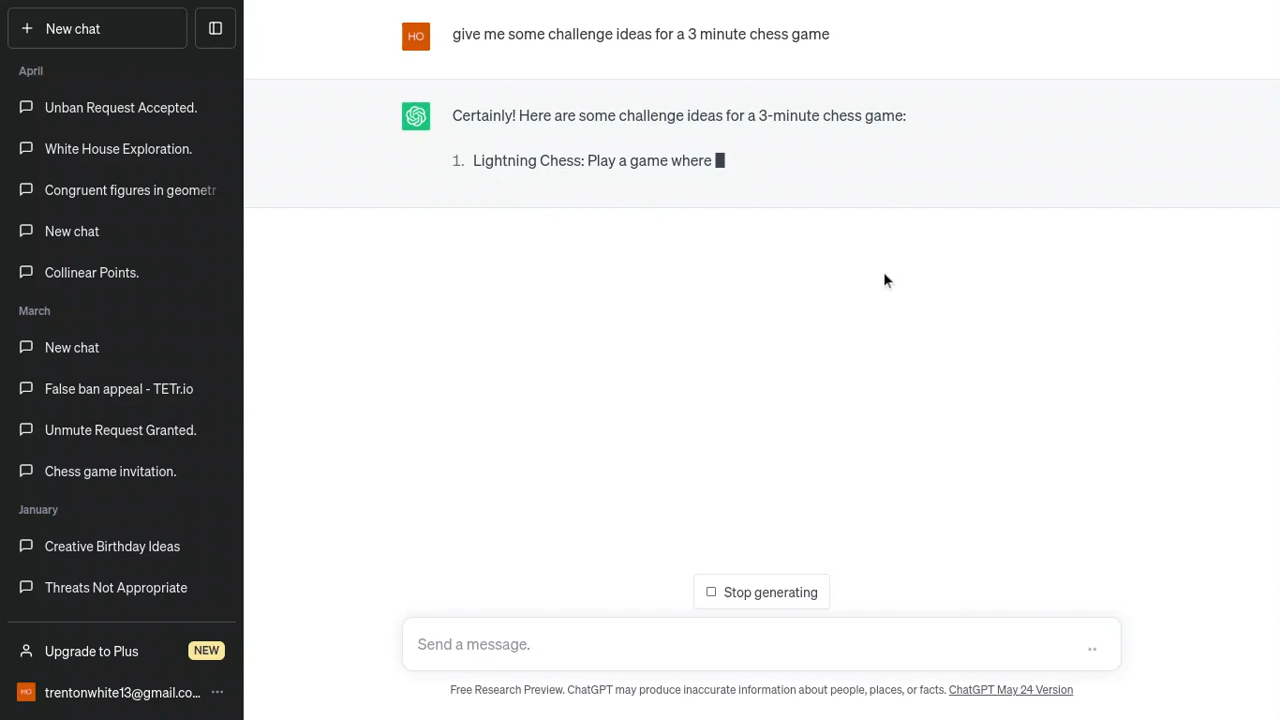 New chat
April
Unban Request Accepted.
White House Exploration.
Congruent figures in geometr
New chat
Collinear Points.
March
New chat
False ban appeal - TETr.io
Unmute Request Granted.
Chess game invitation.
January
Creative Birthday Ideas
Threats Not Appropriate
Upgrade to Plus NEW
HO trentonwhite13@gmail.co...
HO give me some challenge ideas for a 3 minute chess game
Certainly! Here are some challenge ideas for a 3-minute chess game:
1. Lightning Chess: Play a game where
Stop generating
Send a message.
Free Research Preview. ChatGPT may produce inaccurate information about people, places, or facts. ChatGPT May 24 Version